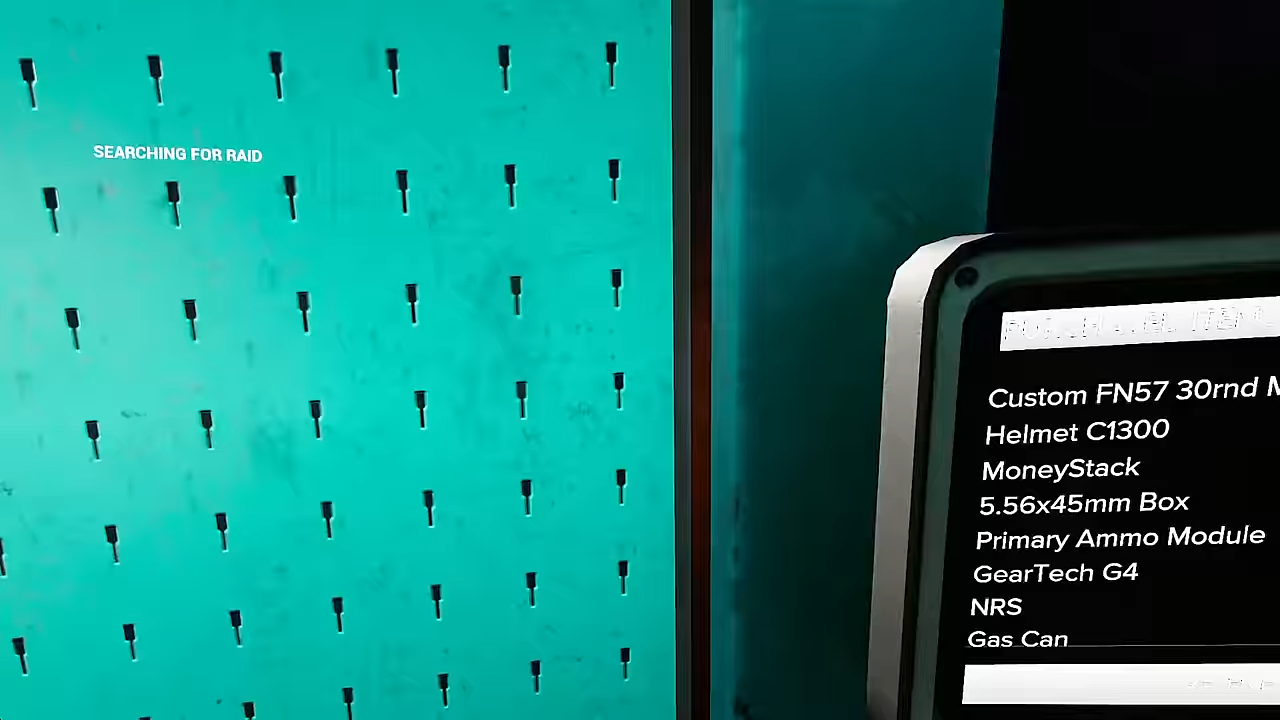 SEARCHING FOR RAID
Custom FN57 30rnd
Helmet C1300
MoneyStack
5.56x45mm Box
Primary Ammo Module
GearTech G4
NRS
Gas Can